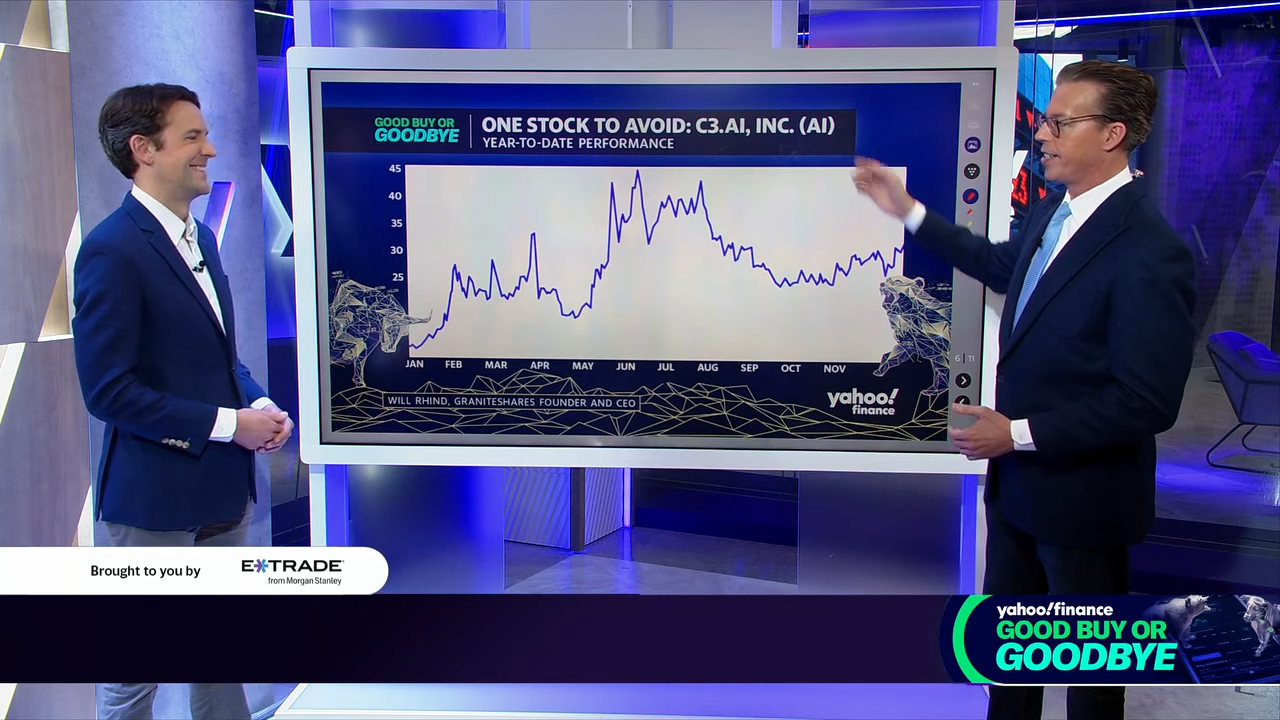 GOOD BUY OR
GOODBYE
ONE STOCK TO AVOID: C3.AI, INC. (AI)
YEAR-TO-DATE PERFORMANCE
45
40
35
30
25
JAN FEB MAR APR MAY JUN JUL AUG SEP OCT NOV
WILL RHIND, GRANITESHARES FOUNDER AND CEO
yahoo!
finance
6 | 11
Brought to you by
E*TRADE
from Morgan Stanley
yahoo!finance
GOOD BUY OR
GOODBYE